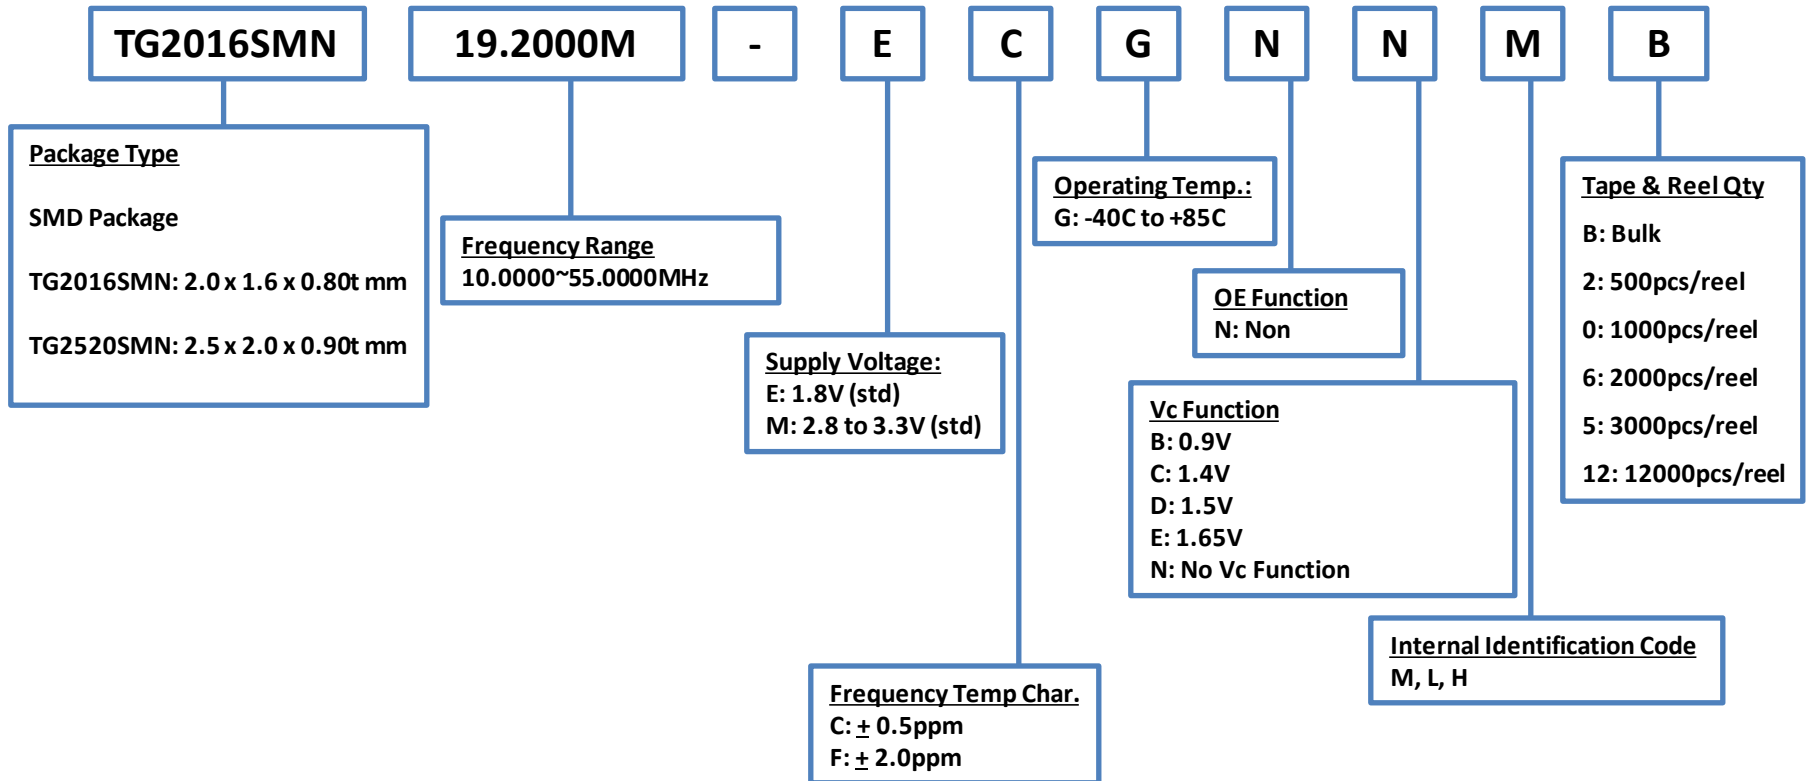 TG2016SMN 19.2000M - E C G N N M B
Package Type
SMD Package
TG2016SMN: 2.0 x 1.6 x 0.80t mm
TG2520SMN: 2.5 x 2.0 x 0.90t mm
Frequency Range
10.0000~55.0000MHz
Supply Voltage:
E: 1.8V (std)
M: 2.8 to 3.3V (std)
Frequency Temp Char.
C: ± 0.5ppm
F: ± 2.0ppm
Operating Temp.:
G: -40C to +85C
OE Function
N: Non
Vc Function
B: 0.9V
C: 1.4V
D: 1.5V
E: 1.65V
N: No Vc Function
Internal Identification Code
M, L, H
Tape & Reel Qty
B: Bulk
2: 500pcs/reel
0: 1000pcs/reel
6: 2000pcs/reel
5: 3000pcs/reel
12: 12000pcs/reel